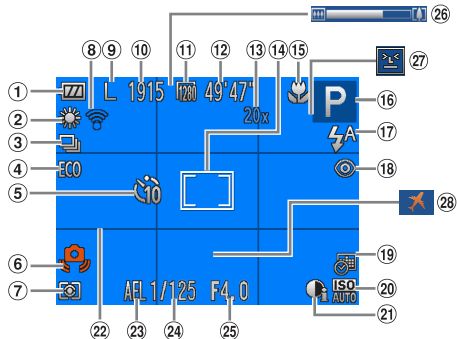 26
8 9 10 11 12 13 14 15
27
1 L 1915 1280 49'47" P 16
20x
2 A 17
3
4 ECO 18
5 10
28
6 19
7 ISO AUTO 20
AEL 1/125 F4.0 i
22 23 24 25 21